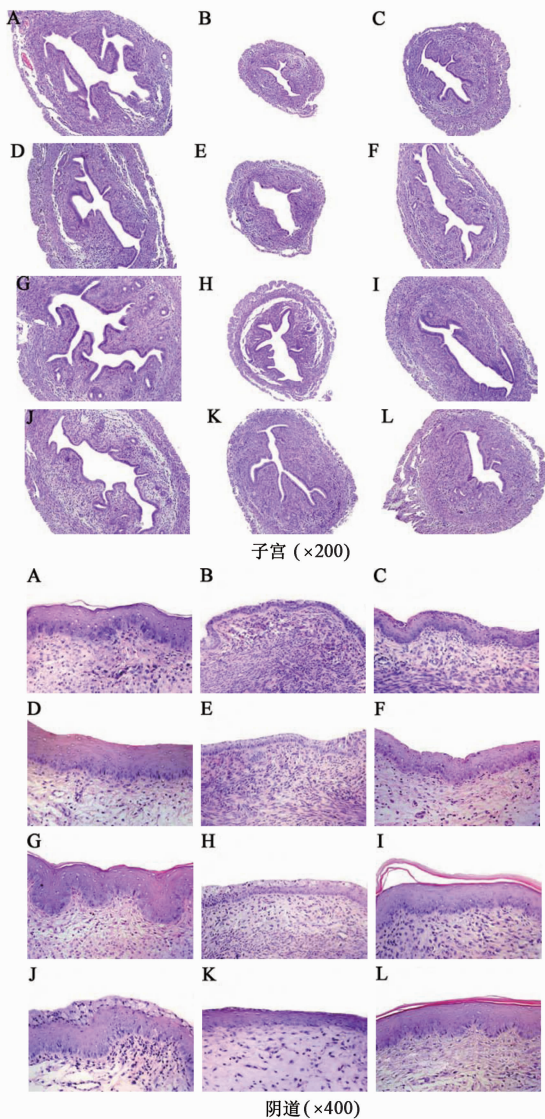 A B C
D E F
G H I
J K L
子宫 (×200)
A B C
D E F
G H I
J K L
阴道 (×400)